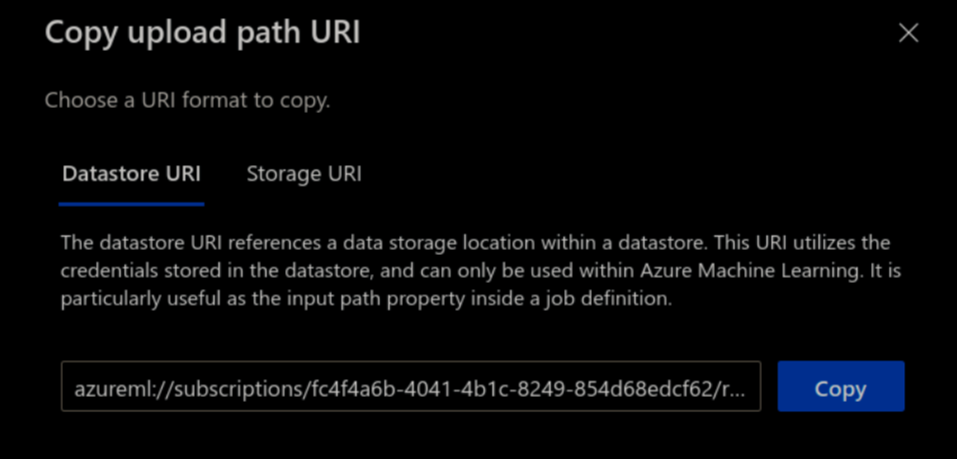 Copy upload path URI
Choose a URI format to copy.
Datastore URI Storage URI
The datastore URI references a data storage location within a datastore. This URI utilizes the
credentials stored in the datastore, and can only be used within Azure Machine Learning. It is
particularly useful as the input path property inside a job definition.
azureml://subscriptions/fc4f4a6b-4041-4b1c-8249-854d68edcf62/r... Copy